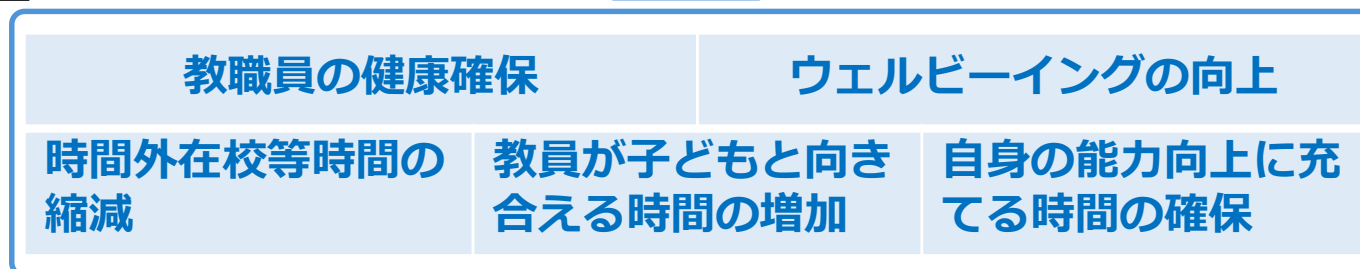 教職員の健康確保
ウェルビーイングの向上
時間外在校等時間の
縮減
教員が子どもと向き
合える時間の増加
自身の能力向上に充
てる時間の確保